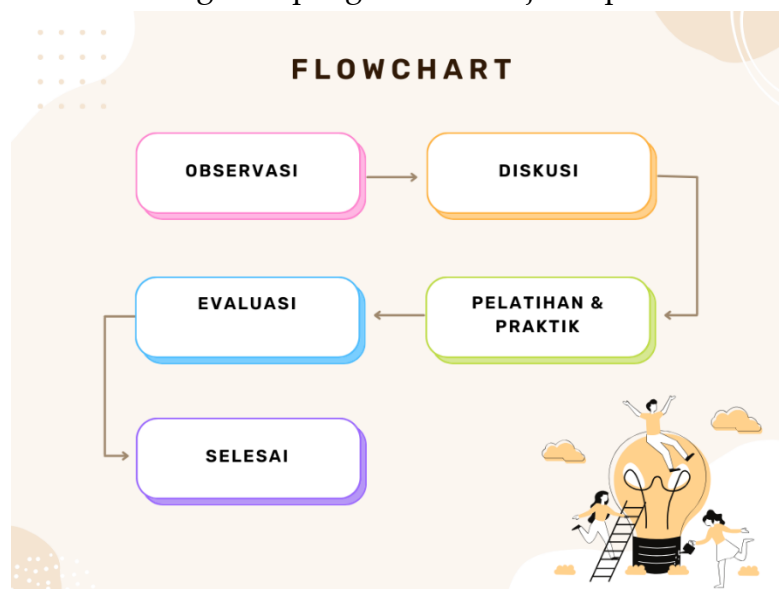 FLOWCHART
OBSERVASI
DISKUSI
EVALUASI
PELATIHAN &
PRAKTIK
SELESAI